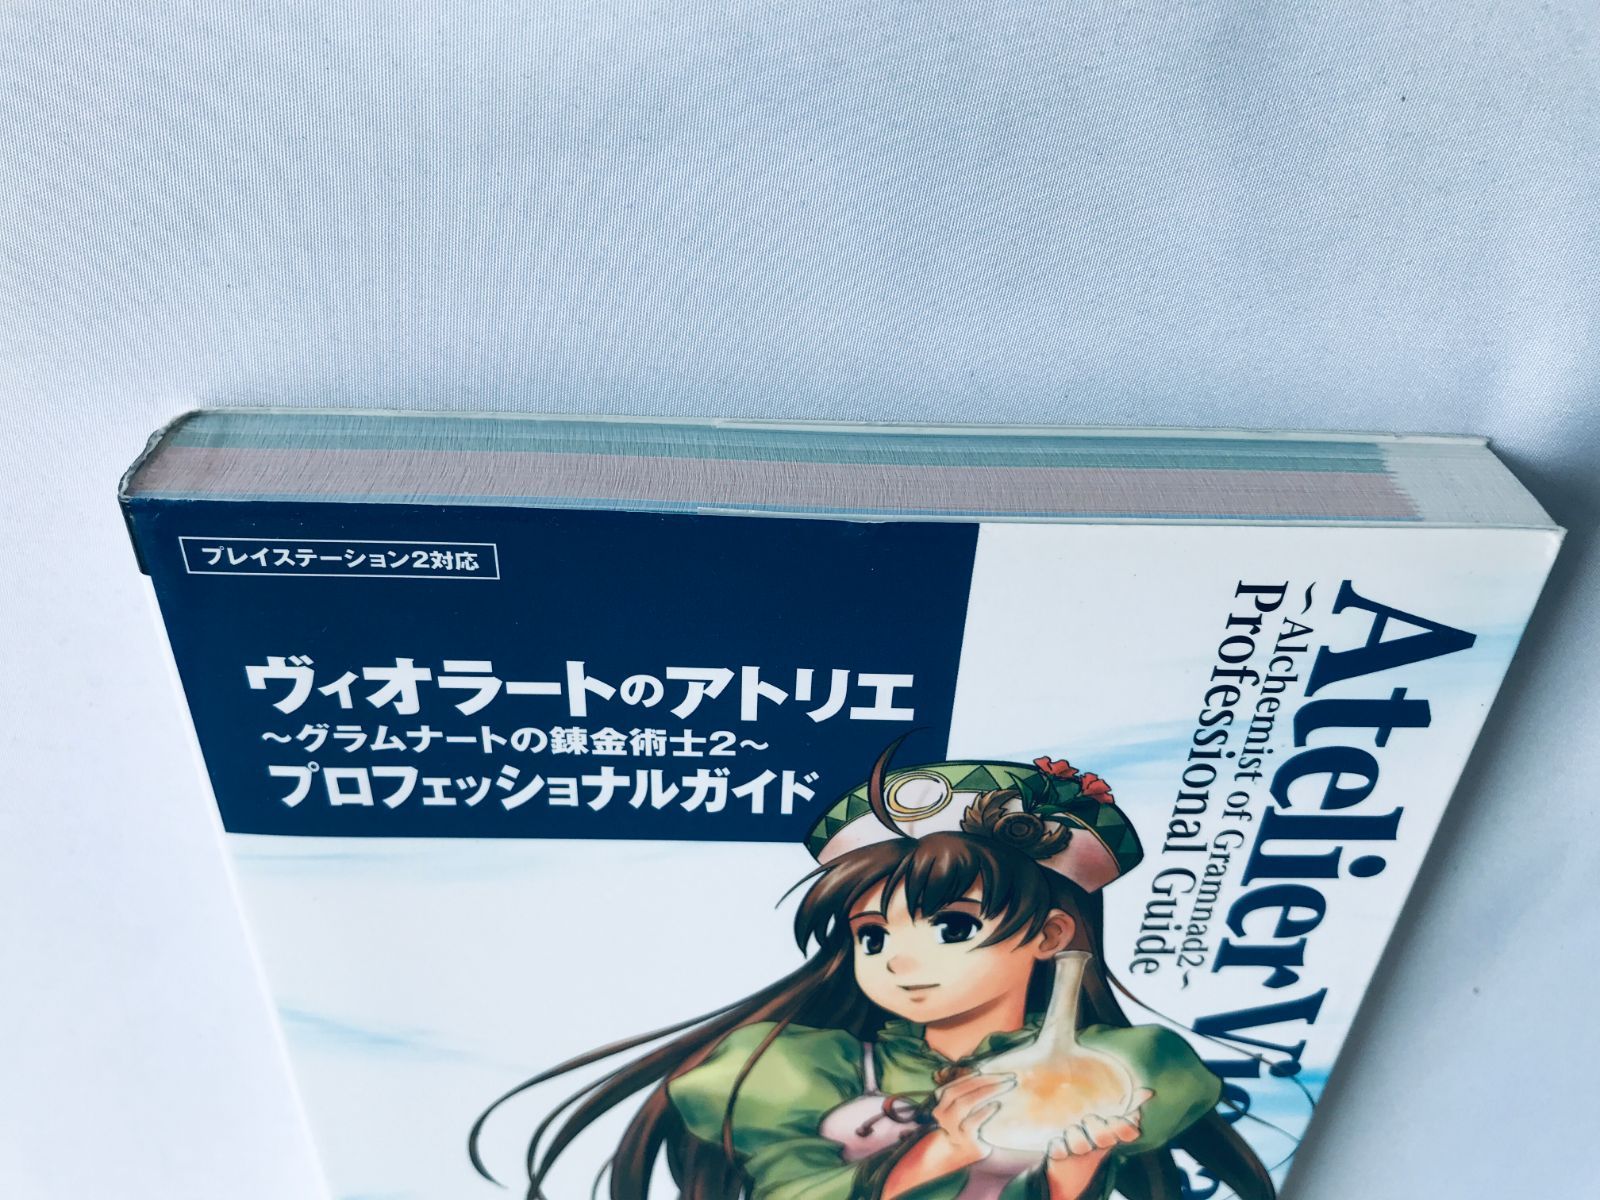 プレイステーション2対応
ヴィオラートのアトリエ
～グラムナートの錬金術士2～
プロフェッショナルガイド
Atelier
～Alchemist of Gramnad2～
Professional Guide